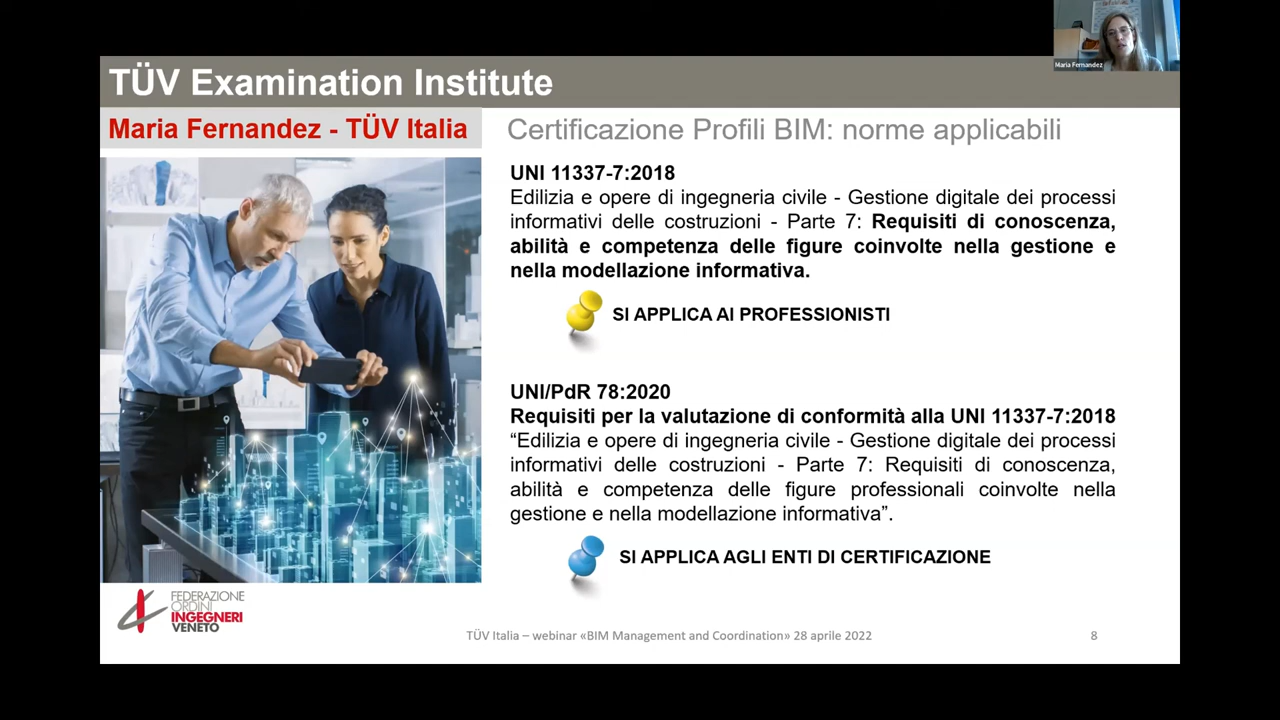 Maria Fernandez
TÜV Examination Institute
Maria Fernandez - TÜV Italia
Certificazione Profili BIM: norme applicabili
UNI 11337-7:2018
Edilizia e opere di ingegneria civile - Gestione digitale dei processi
informativi delle costruzioni - Parte 7: Requisiti di conoscenza,
abilità e competenza delle figure coinvolte nella gestione e
nella modellazione informativa.
SI APPLICA AI PROFESSIONISTI
UNI/PdR 78:2020
Requisiti per la valutazione di conformità alla UNI 11337-7:2018
“Edilizia e opere di ingegneria civile - Gestione digitale dei processi
informativi delle costruzioni - Parte 7: Requisiti di conoscenza,
abilità e competenza delle figure professionali coinvolte nella
gestione e nella modellazione informativa”.
SI APPLICA AGLI ENTI DI CERTIFICAZIONE
FEDERAZIONE
ORDINI
INGEGNERI
VENETO
TÜV Italia – webinar «BIM Management and Coordination» 28 aprile 2022
8